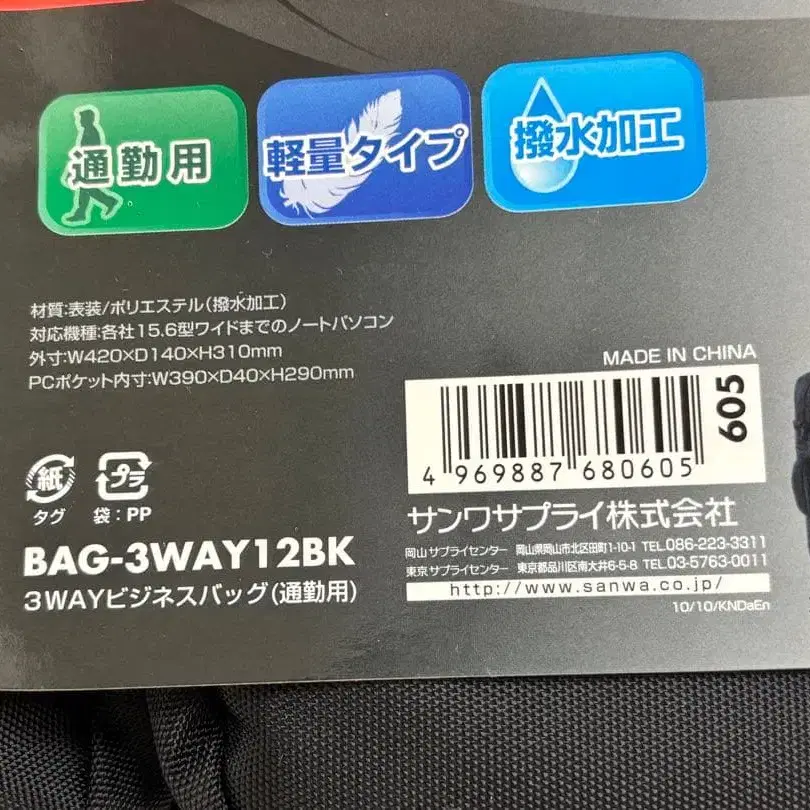 通勤用
軽量タイプ
撥水加工
材質:表装/ポリエステル(撥水加工)
対応機種:各社15.6型ワイドまでのノートパソコン
外寸:W420×D140×H310mm
PCポケット内寸:W390×D40×H290mm
MADE IN CHINA
605
4 969887 680605
紙
タグ
プラ
袋:PP
BAG-3WAY12BK
3WAYビジネスバッグ(通勤用)
サンワサプライ株式会社
岡山サプライセンター 岡山県岡山市北区田町1-10-1 TEL.086-223-3311
東京サプライセンター 東京都品川区南大井6-5-8 TEL.03-5763-0011
http://www.sanwa.co.jp/
10/10/KNDaEn